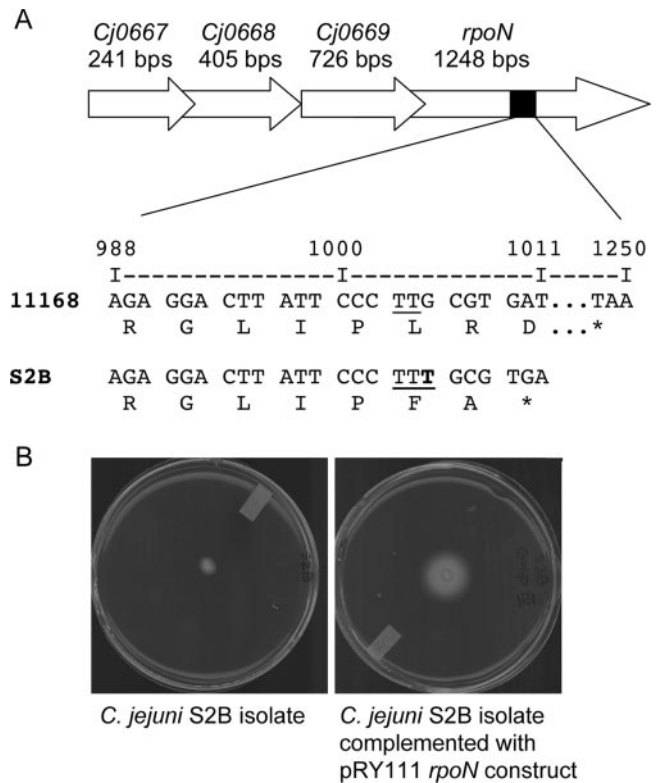 A
Cj0667 Cj0668 Cj0669 rpoN
241 bps 405 bps 726 bps 1248 bps
988 1000 1011 1250
I-------------I-----------I....I
11168 AGA GGA CTT ATT CCC TTG CGT GAT...TAA
R G L I P L R D ...*
S2B AGA GGA CTT ATT CCC TTT GCG TGA
R G L I P F A *
B
C. jejuni S2B isolate
C. jejuni S2B isolate
complemented with
pRY111 rpoN construct